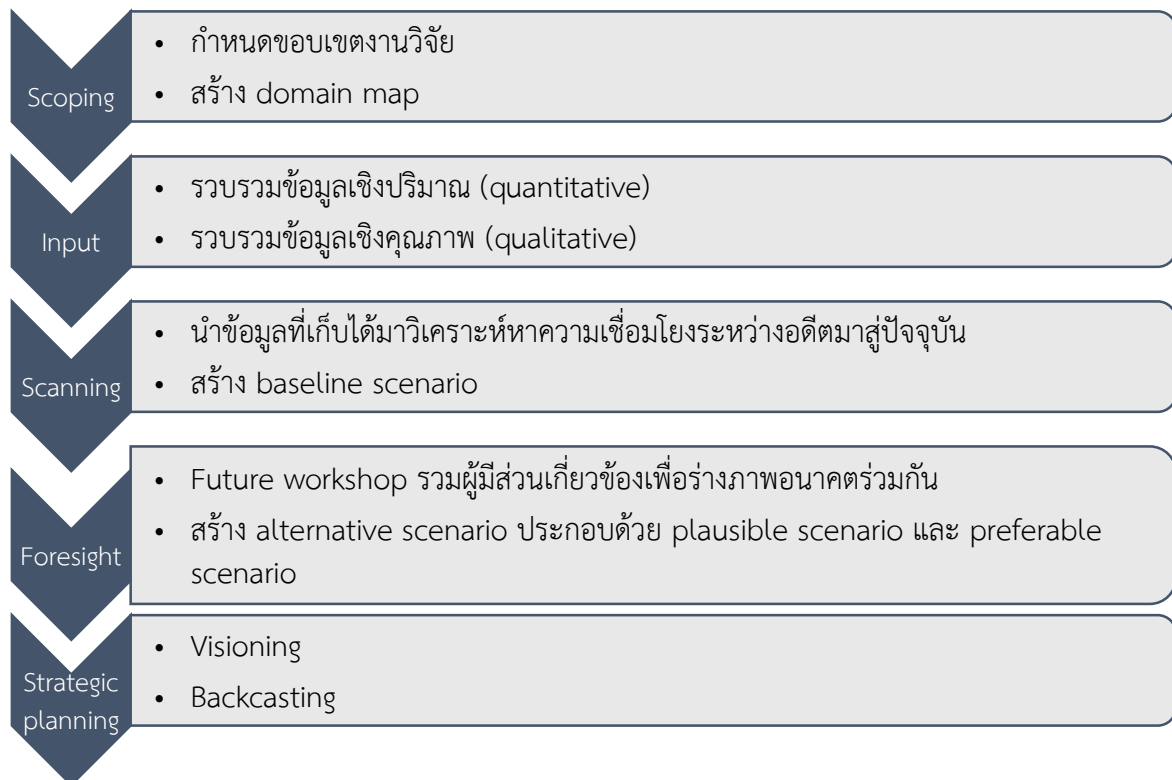 Scoping
• กำหนดขอบเขตงานวิจัย
• สร้าง domain map
Input
• รวบรวมข้อมูลเชิงปริมาณ (quantitative)
• รวบรวมข้อมูลเชิงคุณภาพ (qualitative)
Scanning
• นำข้อมูลที่เก็บได้มาวิเคราะห์หาความเชื่อมโยงระหว่างอดีตมาสู่ปัจจุบัน
• สร้าง baseline scenario
Foresight
• Future workshop รวมผู้มีส่วนเกี่ยวข้องเพื่อร่างภาพอนาคตร่วมกัน
• สร้าง alternative scenario ประกอบด้วย plausible scenario และ preferable
scenario
Strategic
planning
• Visioning
• Backcasting